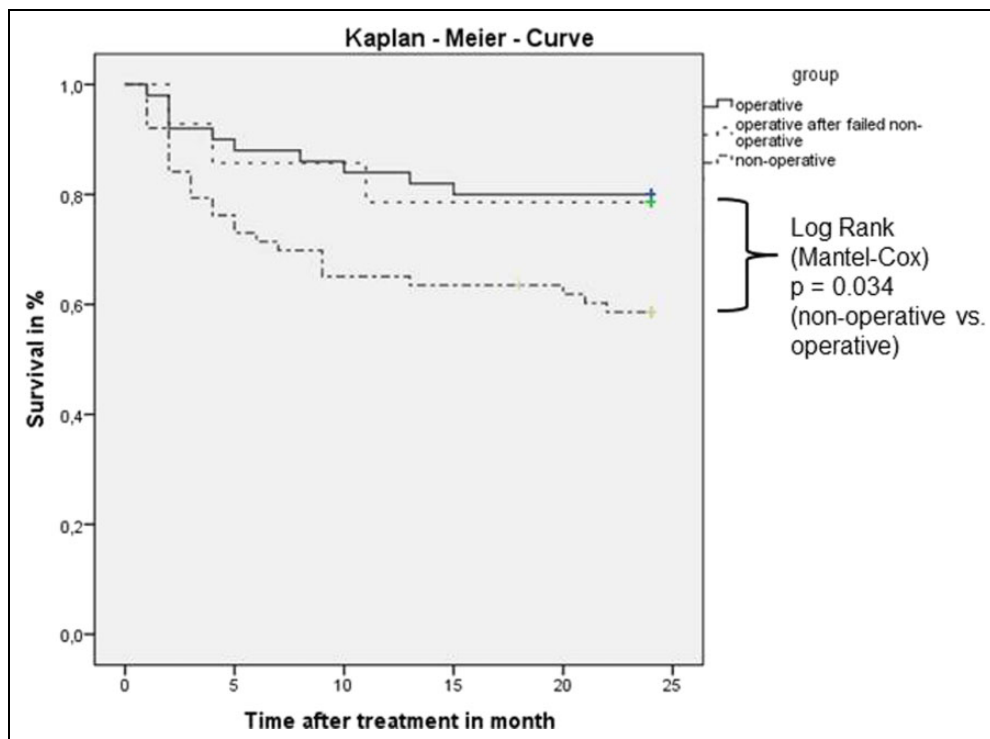 Kaplan - Meier - Curve
group
operative
operative after failed non-
operative
non-operative
1,0
0,8
0,6
0,4
0,2
0,0
Survival in %
0 5 10 15 20 25
Time after treatment in month
Log Rank
(Mantel-Cox)
p = 0.034
(non-operative vs.
operative)